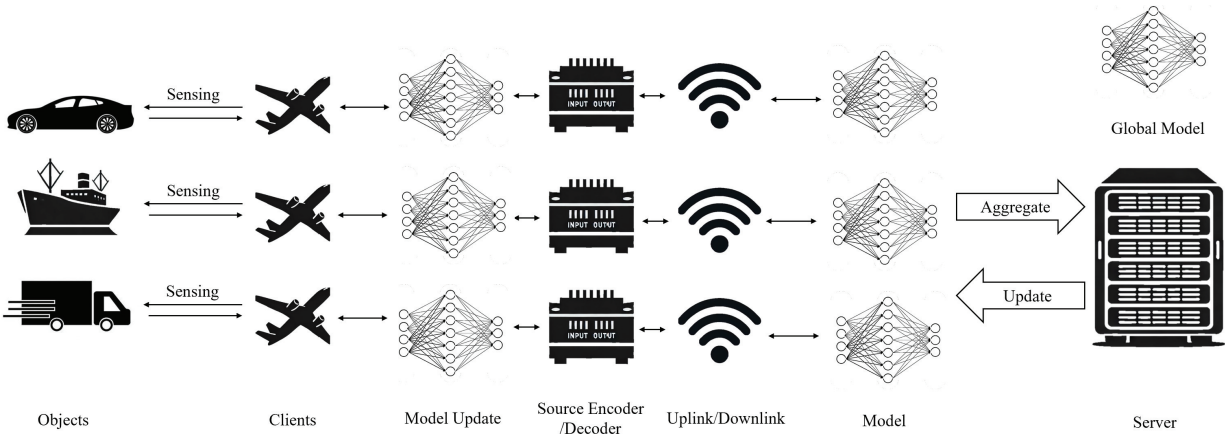 Global Model
Sensing
INPUT OUTPUT
Sensing
INPUT OUTPUT
Aggregate
Sensing
INPUT OUTPUT
Update
Objects
Clients
Model Update
Source Encoder
/Decoder
Uplink/Downlink
Model
Server